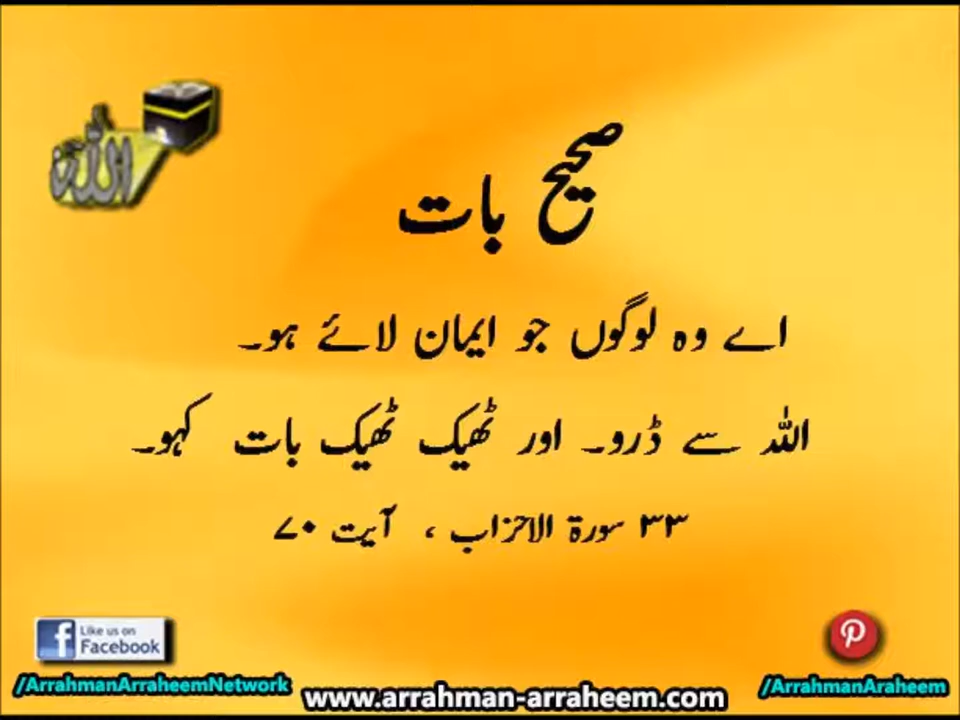 الله
صحیح بات
اے وہ لوگوں جو ایمان لائے ہو۔
اللہ سے ڈرو۔ اور ٹھیک ٹھیک بات کہو۔
۳۳ سورۃ الاحزاب ، آیت ۷۰
Like us on
Facebook
/ArrahmanArraheemNetwork
www.arrahman-arraheem.com
/ArrahmanAraheem